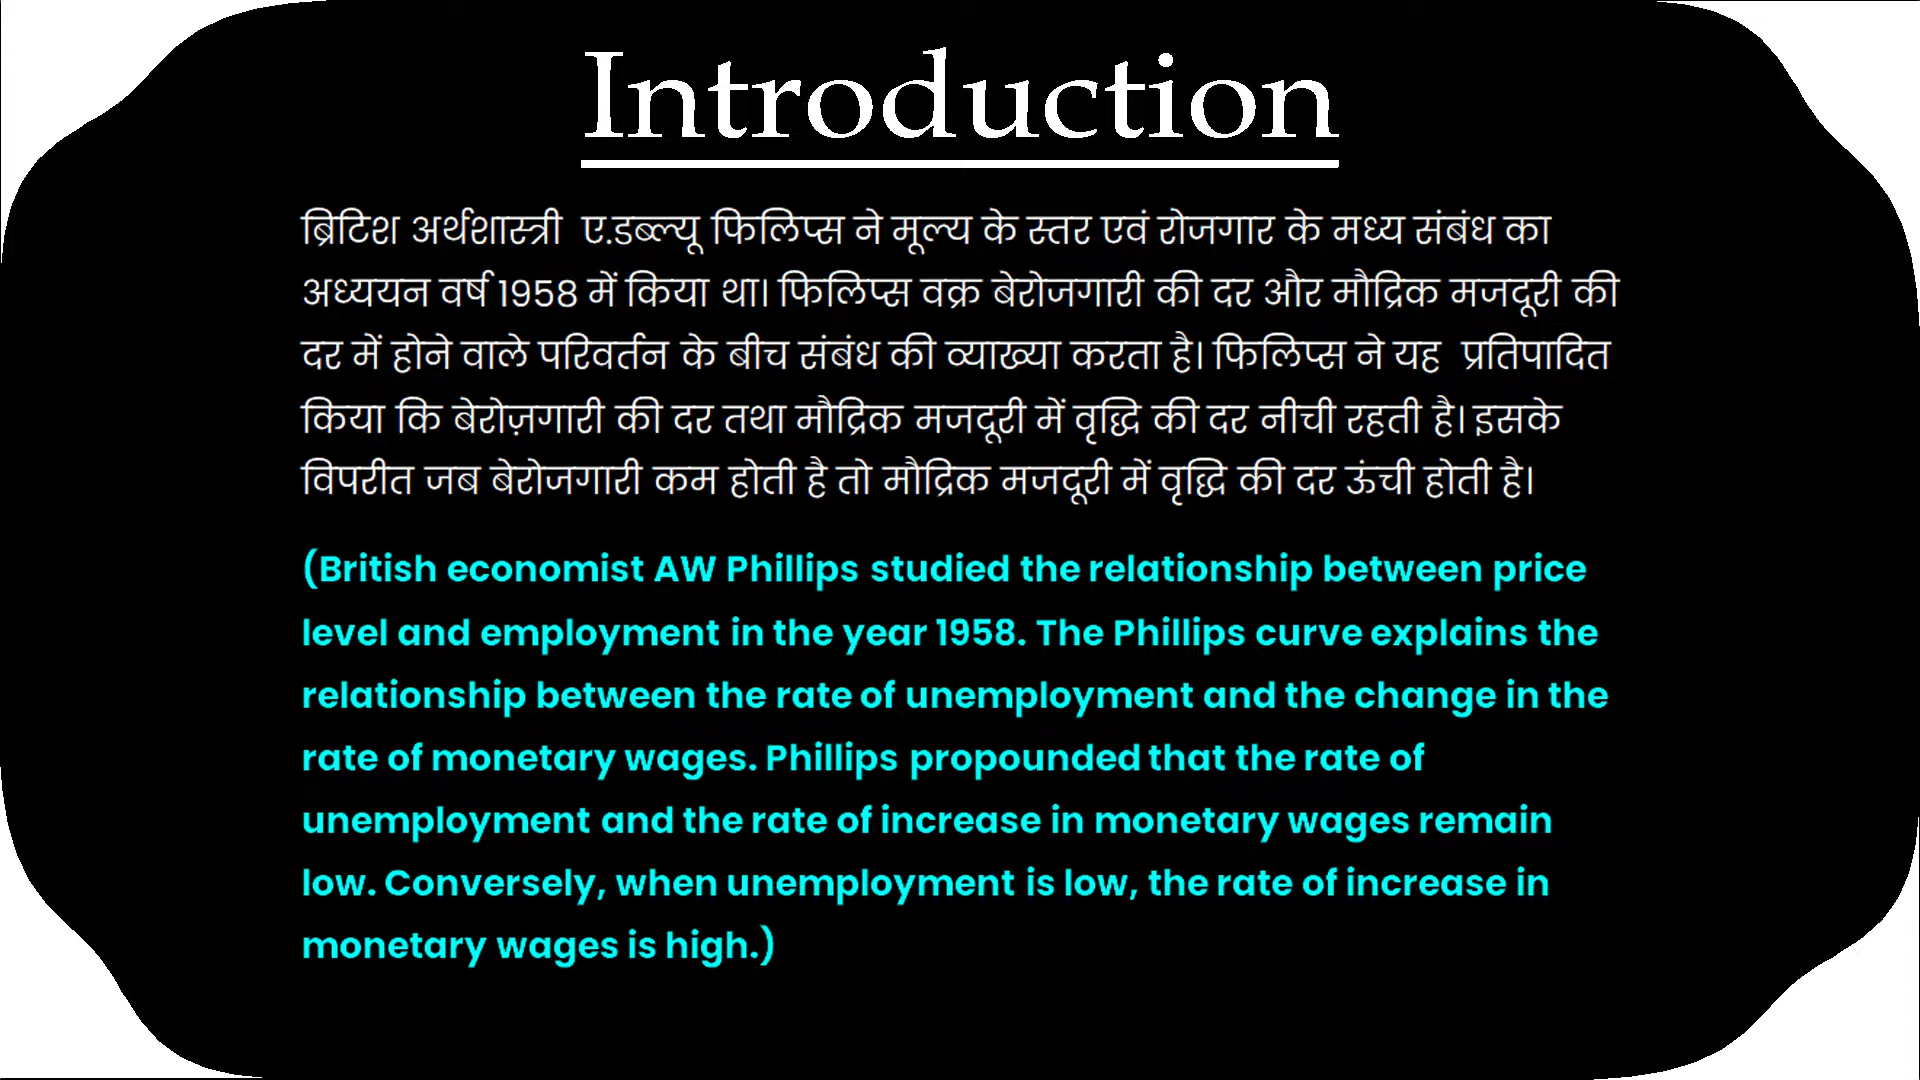 Introduction
ब्रिटिश अर्थशास्त्री ए.डब्ल्यू फिलिप्स ने मूल्य के स्तर एवं रोजगार के मध्य संबंध का
अध्ययन वर्ष 1958 में किया था। फिलिप्स वक्र बेरोजगारी की दर और मौद्रिक मजदूरी की
दर में होने वाले परिवर्तन के बीच संबंध की व्याख्या करता है। फिलिप्स ने यह प्रतिपादित
किया कि बेरोज़गारी की दर तथा मौद्रिक मजदूरी में वृद्धि की दर नीची रहती है। इसके
विपरीत जब बेरोजगारी कम होती है तो मौद्रिक मजदूरी में वृद्धि की दर ऊंची होती है।
(British economist AW Phillips studied the relationship between price
level and employment in the year 1958. The Phillips curve explains the
relationship between the rate of unemployment and the change in the
rate of monetary wages. Phillips propounded that the rate of
unemployment and the rate of increase in monetary wages remain
low. Conversely, when unemployment is low, the rate of increase in
monetary wages is high.)